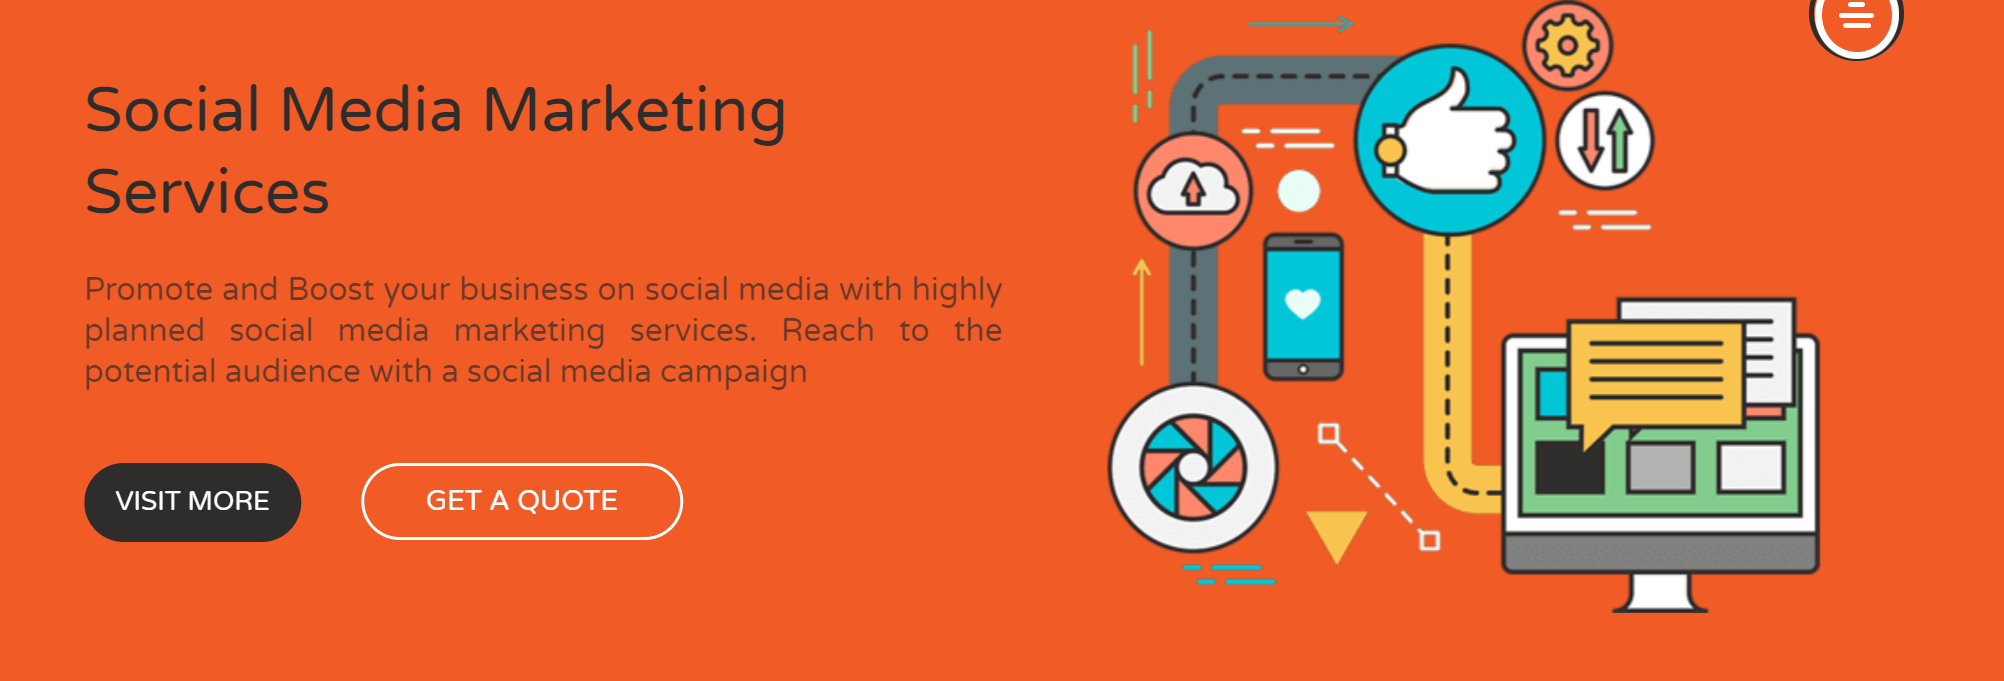 Social Media Marketing
Services
Promote and Boost your business on social media with highly
planned social media marketing services. Reach to the
potential audience with a social media campaign
VISIT MORE
GET A QUOTE